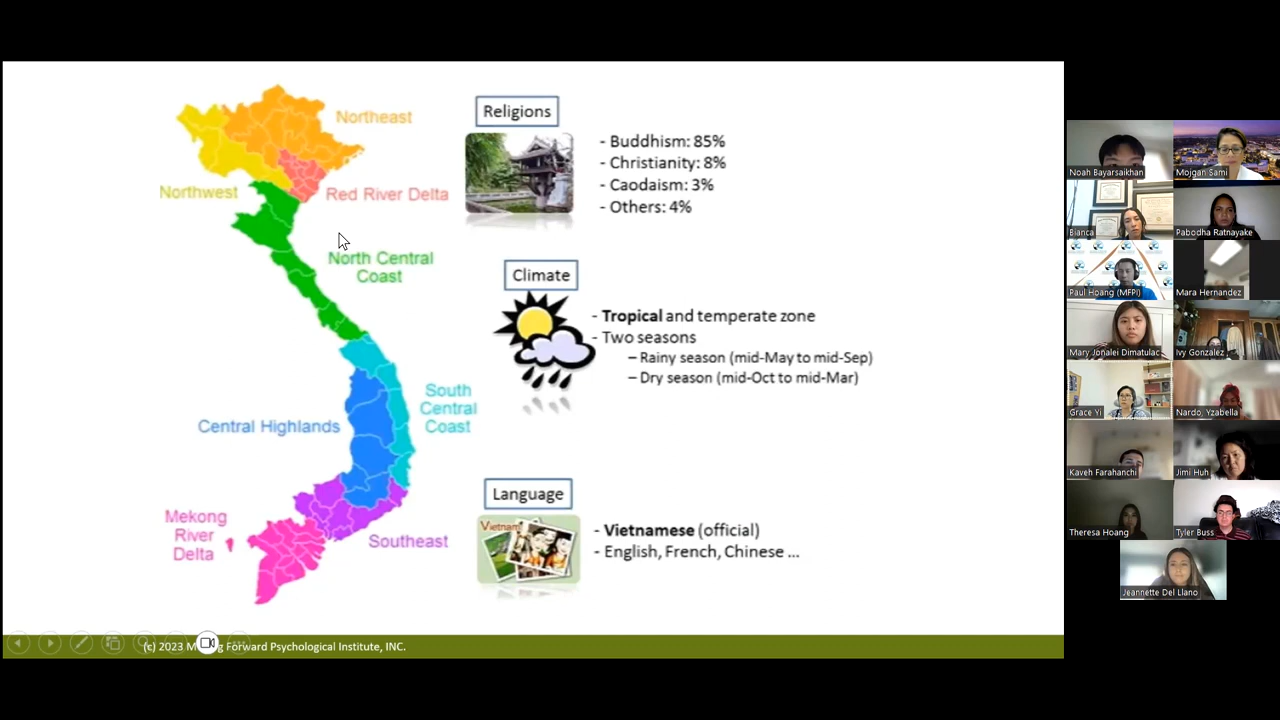 Northeast
Northwest
Red River Delta
North Central
Coast
South
Central
Coast
Central Highlands
Mekong
River
Delta
Southeast
Religions
- Buddhism: 85%
- Christianity: 8%
- Caodaism: 3%
- Others: 4%
Climate
- Tropical and temperate zone
- Two seasons
– Rainy season (mid-May to mid-Sep)
– Dry season (mid-Oct to mid-Mar)
Language
Vietnam
- Vietnamese (official)
- English, French, Chinese ...
(c) 2023 M g Forward Psychological Institute, INC.
Noah Bayarsaikhan
Mojgan Sami
Bianca
Pabodha Ratnayake
Paul Hoang (MFPI)
Mara Hernandez
Mary Jonalei Dimatulac
Ivy Gonzalez
Grace Yi
Nardo, Yzabella
Kaveh Farahanchi
Jimi Huh
Theresa Hoang
Tyler Buss
Jeannette Del Llano